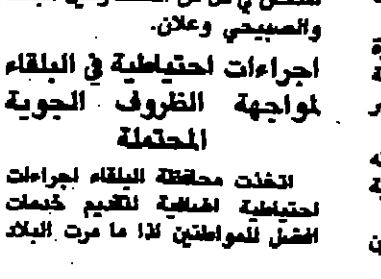 والصبيحي وعلان.
اجراءات احتياطية في البلقاء
لمواجهة الظروف الجوية
المحتملة
اتخذت محافظة البلقاء اجراءات
احتياطية اضافية لتقديم خدمات
افضل للمواطنين اذا ما مرت البلاد